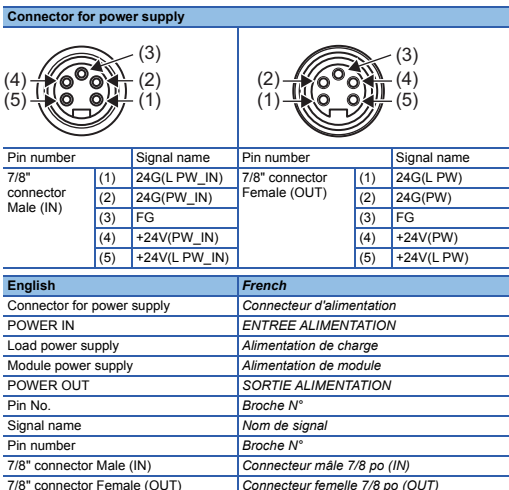 Connector for power supply
(3)
(4) (2)
(5) (1)
(3)
(2) (4)
(1) (5)
Pin number Signal name Pin number Signal name
7/8" connector Male (IN) (1) 24G(L PW_IN) 7/8" connector Female (OUT) (1) 24G(L PW)
(2) 24G(PW_IN) (2) 24G(PW)
(3) FG (3) FG
(4) +24V(PW_IN) (4) +24V(PW)
(5) +24V(L PW_IN) (5) +24V(L PW)
English French
Connector for power supply Connecteur d'alimentation
POWER IN ENTREE ALIMENTATION
Load power supply Alimentation de charge
Module power supply Alimentation de module
POWER OUT SORTIE ALIMENTATION
Pin No. Broche N°
Signal name Nom de signal
Pin number Broche N°
7/8" connector Male (IN) Connecteur mâle 7/8 po (IN)
7/8" connector Female (OUT) Connecteur femelle 7/8 po (OUT)